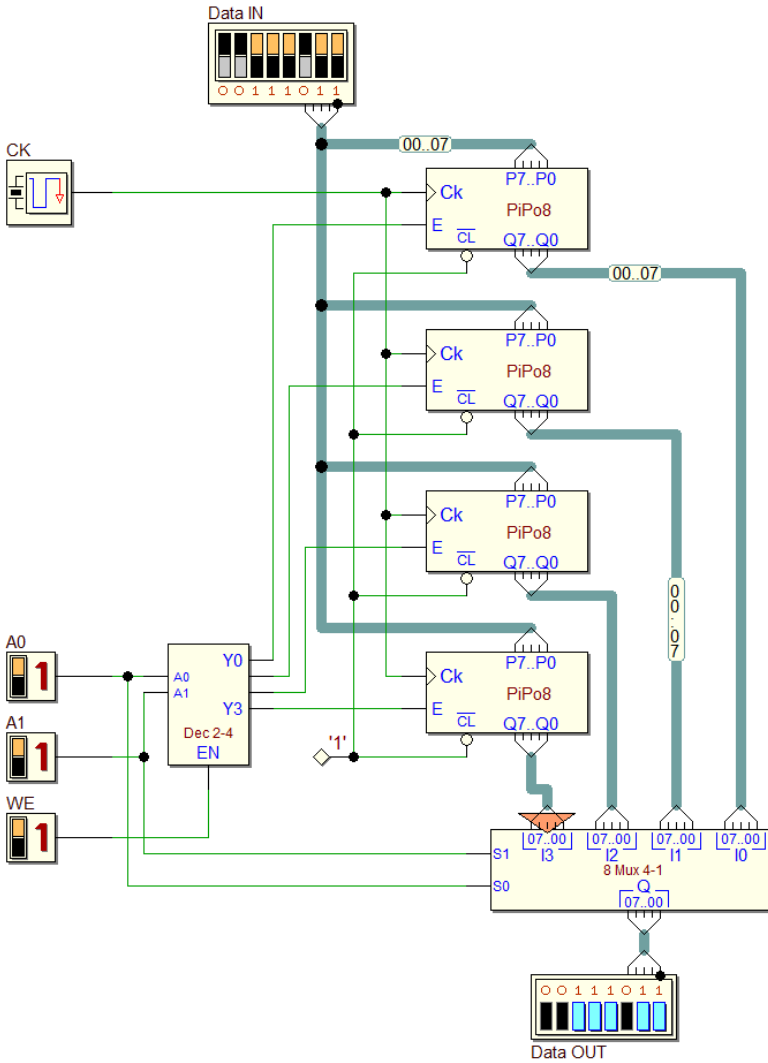 Data IN
0 0 1 1 1 0 1 1
CK
00..07
P7..P0
Ck
PiPo8
E
CL
Q7..Q0
00..07
P7..P0
Ck
PiPo8
E
CL
Q7..Q0
P7..P0
Ck
PiPo8
E
CL
Q7..Q0
00..07
A0
1
A0
A1
Y0
Y3
Dec 2-4
EN
P7..P0
Ck
PiPo8
E
CL
Q7..Q0
A1
1
'1'
WE
1
07..00
07..00
07..00
07..00
I3
I2
I1
I0
S1
8 Mux 4-1
S0
Q
07..00
0 0 1 1 1 0 1 1
Data OUT